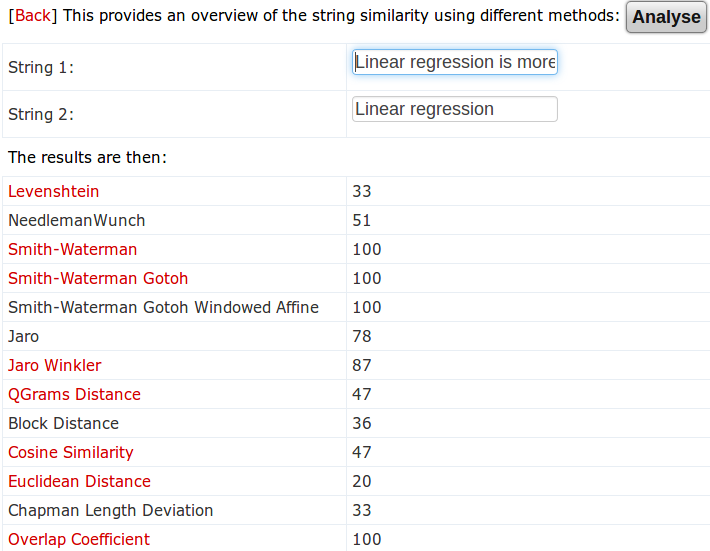 [Back] This provides an overview of the string similarity using different methods: Analyse
String 1: Linear regression is more
String 2: Linear regression
The results are then:
Levenshtein 33
NeedlemanWunch 51
Smith-Waterman 100
Smith-Waterman Gotoh 100
Smith-Waterman Gotoh Windowed Affine 100
Jaro 78
Jaro Winkler 87
QGrams Distance 47
Block Distance 36
Cosine Similarity 47
Euclidean Distance 20
Chapman Length Deviation 33
Overlap Coefficient 100